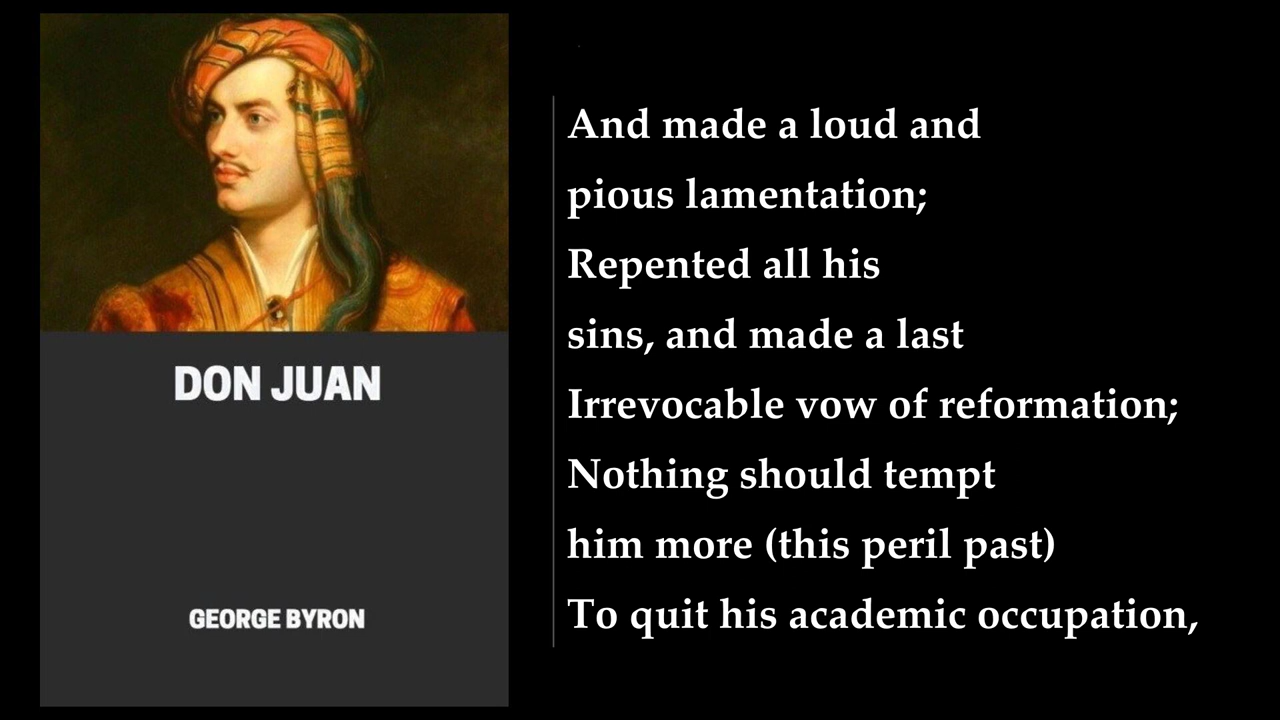 DON JUAN
GEORGE BYRON
And made a loud and
pious lamentation;
Repented all his
sins, and made a last
Irrevocable vow of reformation;
Nothing should tempt
him more (this peril past)
To quit his academic occupation,